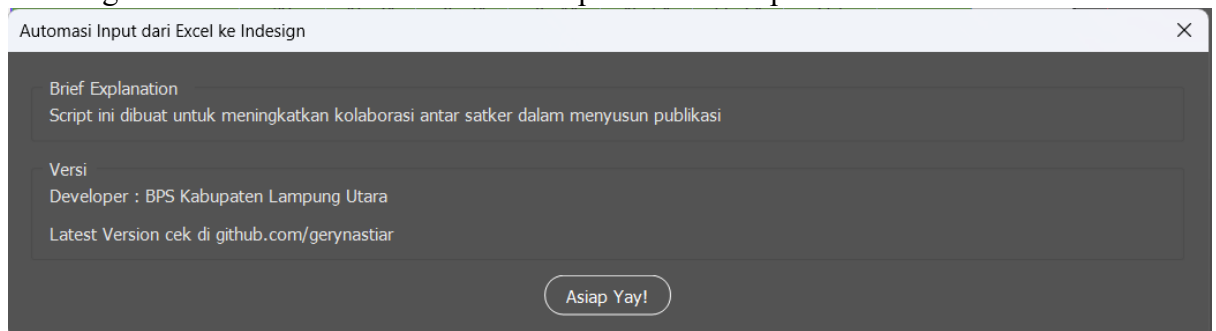 Automasi Input dari Excel ke Indesign
Brief Explanation
Script ini dibuat untuk meningkatkan kolaborasi antar satker dalam menyusun publikasi
Versi
Developer : BPS Kabupaten Lampung Utara
Latest Version cek di github.com/gerynastiar
Asiap Yay!